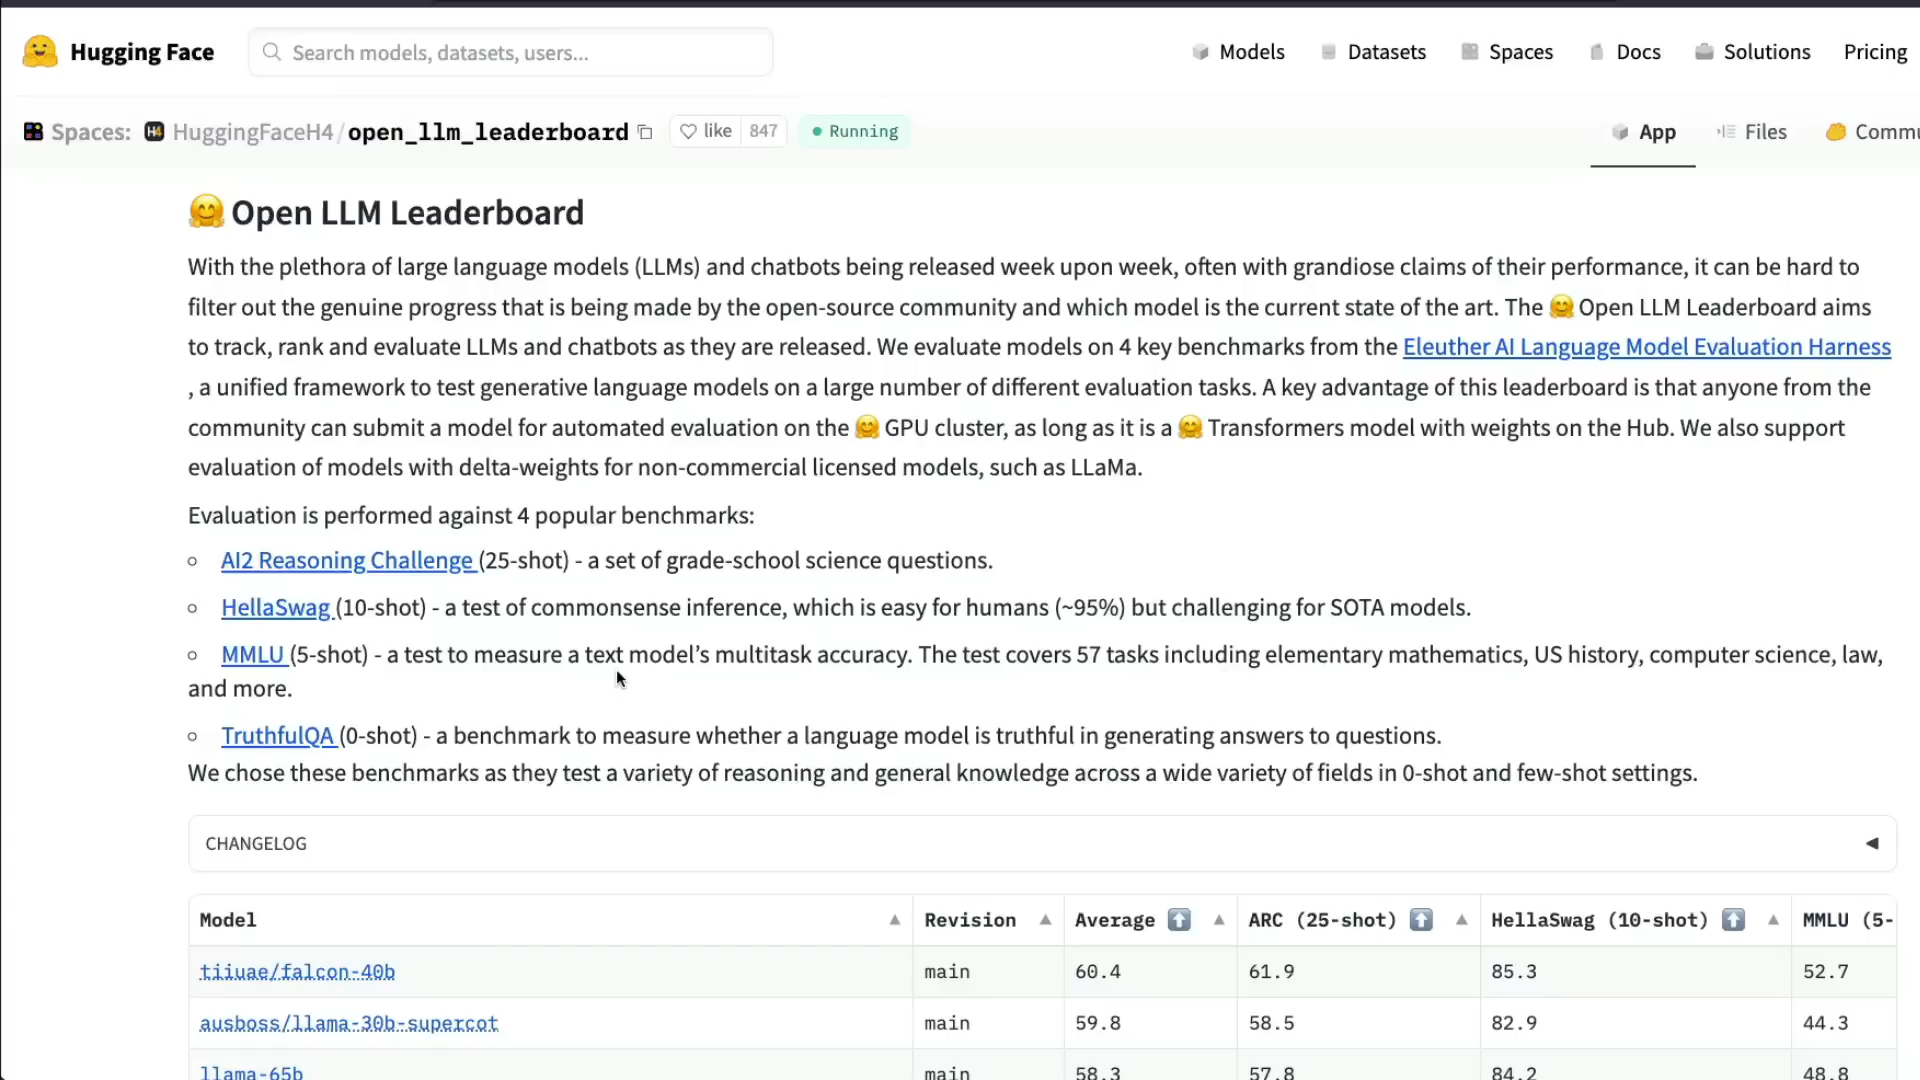 Hugging Face
Search models, datasets, users...
Models
Datasets
Spaces
Docs
Solutions
Pricing
Spaces:
HuggingFaceH4/open_llm_leaderboard
like 847
Running
App
Files
Commu
Open LLM Leaderboard
With the plethora of large language models (LLMs) and chatbots being released week upon week, often with grandiose claims of their performance, it can be hard to
filter out the genuine progress that is being made by the open-source community and which model is the current state of the art. The 🤗 Open LLM Leaderboard aims
to track, rank and evaluate LLMs and chatbots as they are released. We evaluate models on 4 key benchmarks from the Eleuther AI Language Model Evaluation Harness
, a unified framework to test generative language models on a large number of different evaluation tasks. A key advantage of this leaderboard is that anyone from the
community can submit a model for automated evaluation on the 🤗 GPU cluster, as long as it is a 🤗 Transformers model with weights on the Hub. We also support
evaluation of models with delta-weights for non-commercial licensed models, such as LLaMa.
Evaluation is performed against 4 popular benchmarks:
AI2 Reasoning Challenge (25-shot) - a set of grade-school science questions.
HellaSwag (10-shot) - a test of commonsense inference, which is easy for humans (~95%) but challenging for SOTA models.
MMLU (5-shot) - a test to measure a text model's multitask accuracy. The test covers 57 tasks including elementary mathematics, US history, computer science, law,
and more.
TruthfulQA (0-shot) - a benchmark to measure whether a language model is truthful in generating answers to questions.
We chose these benchmarks as they test a variety of reasoning and general knowledge across a wide variety of fields in 0-shot and few-shot settings.
CHANGELOG
Model Revision Average ARC (25-shot) HellaSwag (10-shot) MMLU (5-
tiiuae/falcon-40b main 60.4 61.9 85.3 52.7
ausboss/llama-30b-supercot main 59.8 58.5 82.9 44.3
llama-65b main 58.3 57.8 84.2 48.8